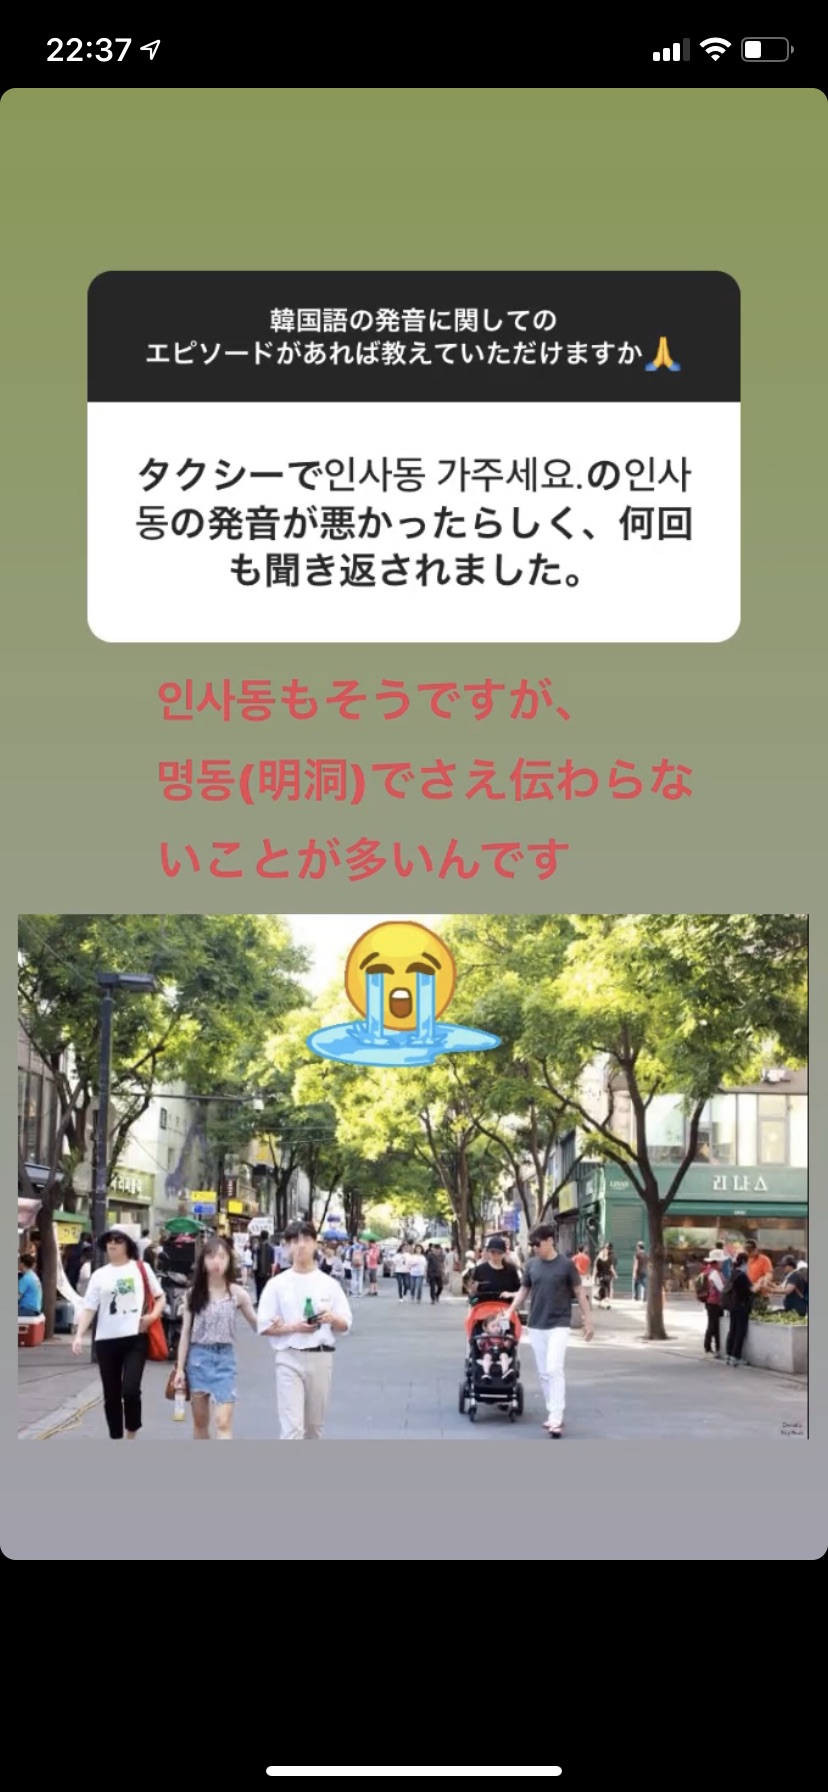 22:37
韓国語の発音に関しての
エピソードがあれば教えていただけますか🙏
タクシーで인사동 가주세요.の인사
동の発音が悪かったらしく、何回
も聞き返されました。
인사동もそうですが、
명동(明洞)でさえ伝わらな
いことが多いんです
리나스